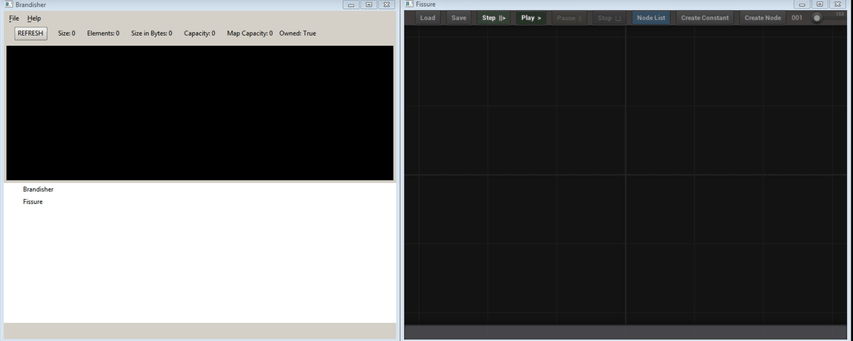 Brandisher
File Help
REFRESH Size: 0 Elements: 0 Size in Bytes: 0 Capacity: 0 Map Capacity: 0 Owned: True
Brandisher
Fissure
Fissure
Load Save Step Play Pause Stop Node List Create Constant Create Node 001